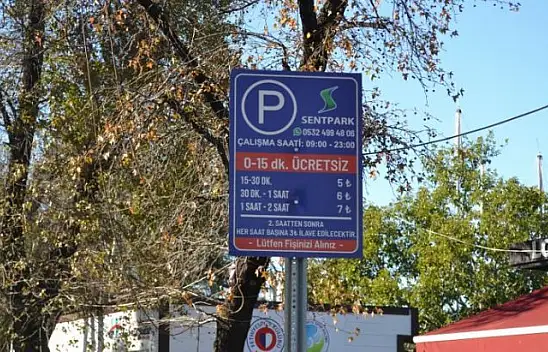 P
SENTPARK
0532 499 48 08
ÇALIŞMA SAATİ: 09:00 - 23:00
0-15 dk. ÜCRETSİZ
15-30 DK. 5 ₺
30 DK. - 1 SAAT 6 ₺
1 SAAT - 2 SAAT 7 ₺
2. SAATTEN SONRA
HER SAAT BAŞINA 3₺ İLAVE EDİLECEKTİR.
- Lütfen Fişinizi Alınız -